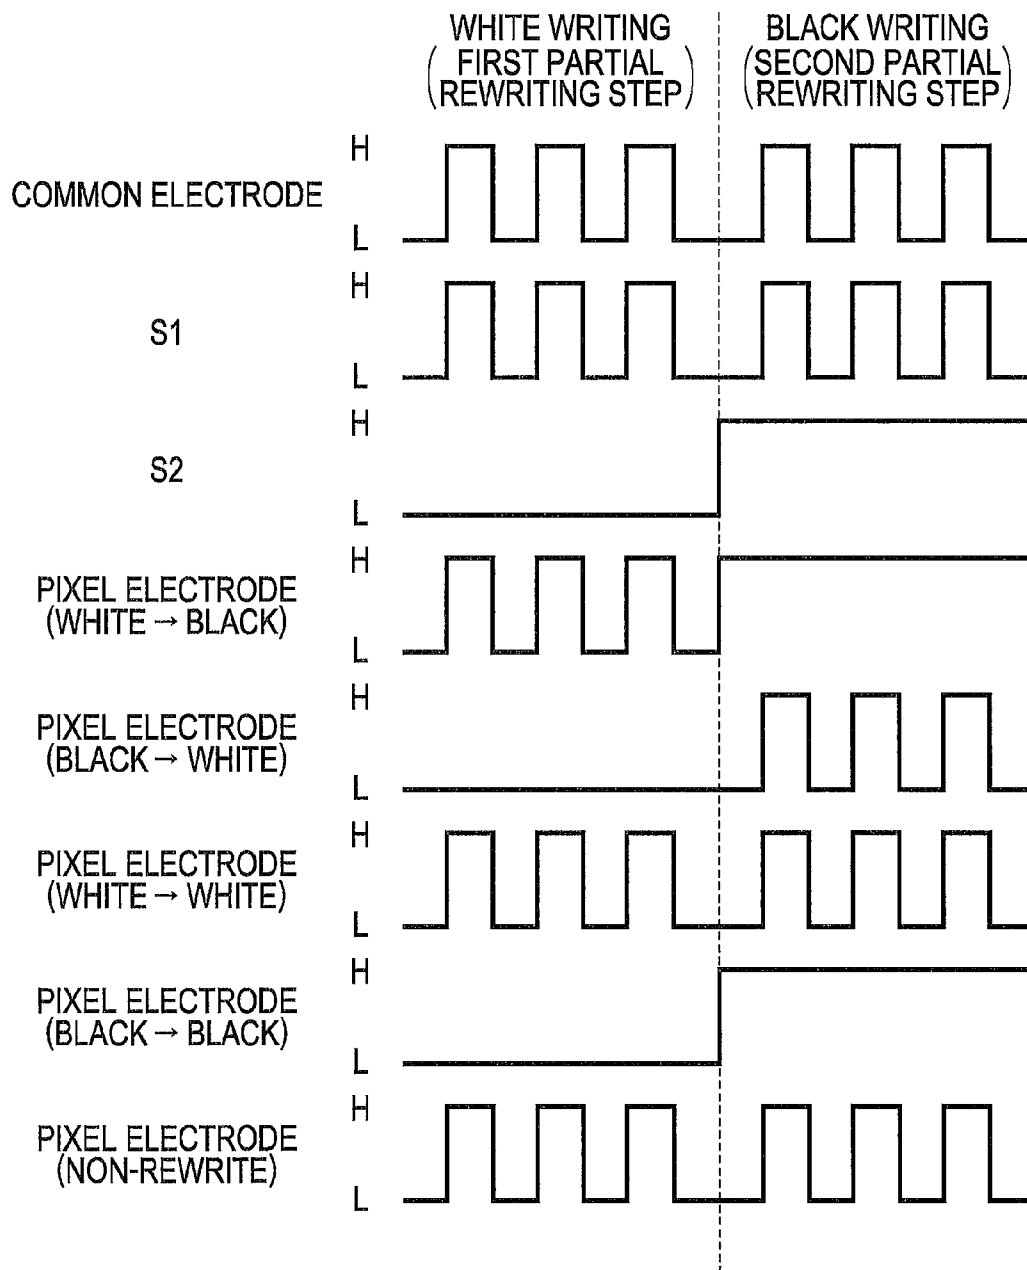 WHITE WRITING
(FIRST PARTIAL
REWRITING STEP)
BLACK WRITING
(SECOND PARTIAL
REWRITING STEP)
H
COMMON ELECTRODE
L
H
S1
L
H
S2
L
H
PIXEL ELECTRODE
(WHITE → BLACK)
L
H
PIXEL ELECTRODE
(BLACK → WHITE)
L
H
PIXEL ELECTRODE
(WHITE → WHITE)
L
H
PIXEL ELECTRODE
(BLACK → BLACK)
L
H
PIXEL ELECTRODE
(NON-REWRITE)
L